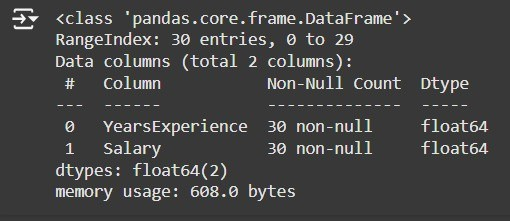 <class 'pandas.core.frame.DataFrame'>
RangeIndex: 30 entries, 0 to 29
Data columns (total 2 columns):
 #   Column           Non-Null Count  Dtype
---  ------           --------------  -----
 0   YearsExperience  30 non-null     float64
 1   Salary           30 non-null     float64
dtypes: float64(2)
memory usage: 608.0 bytes